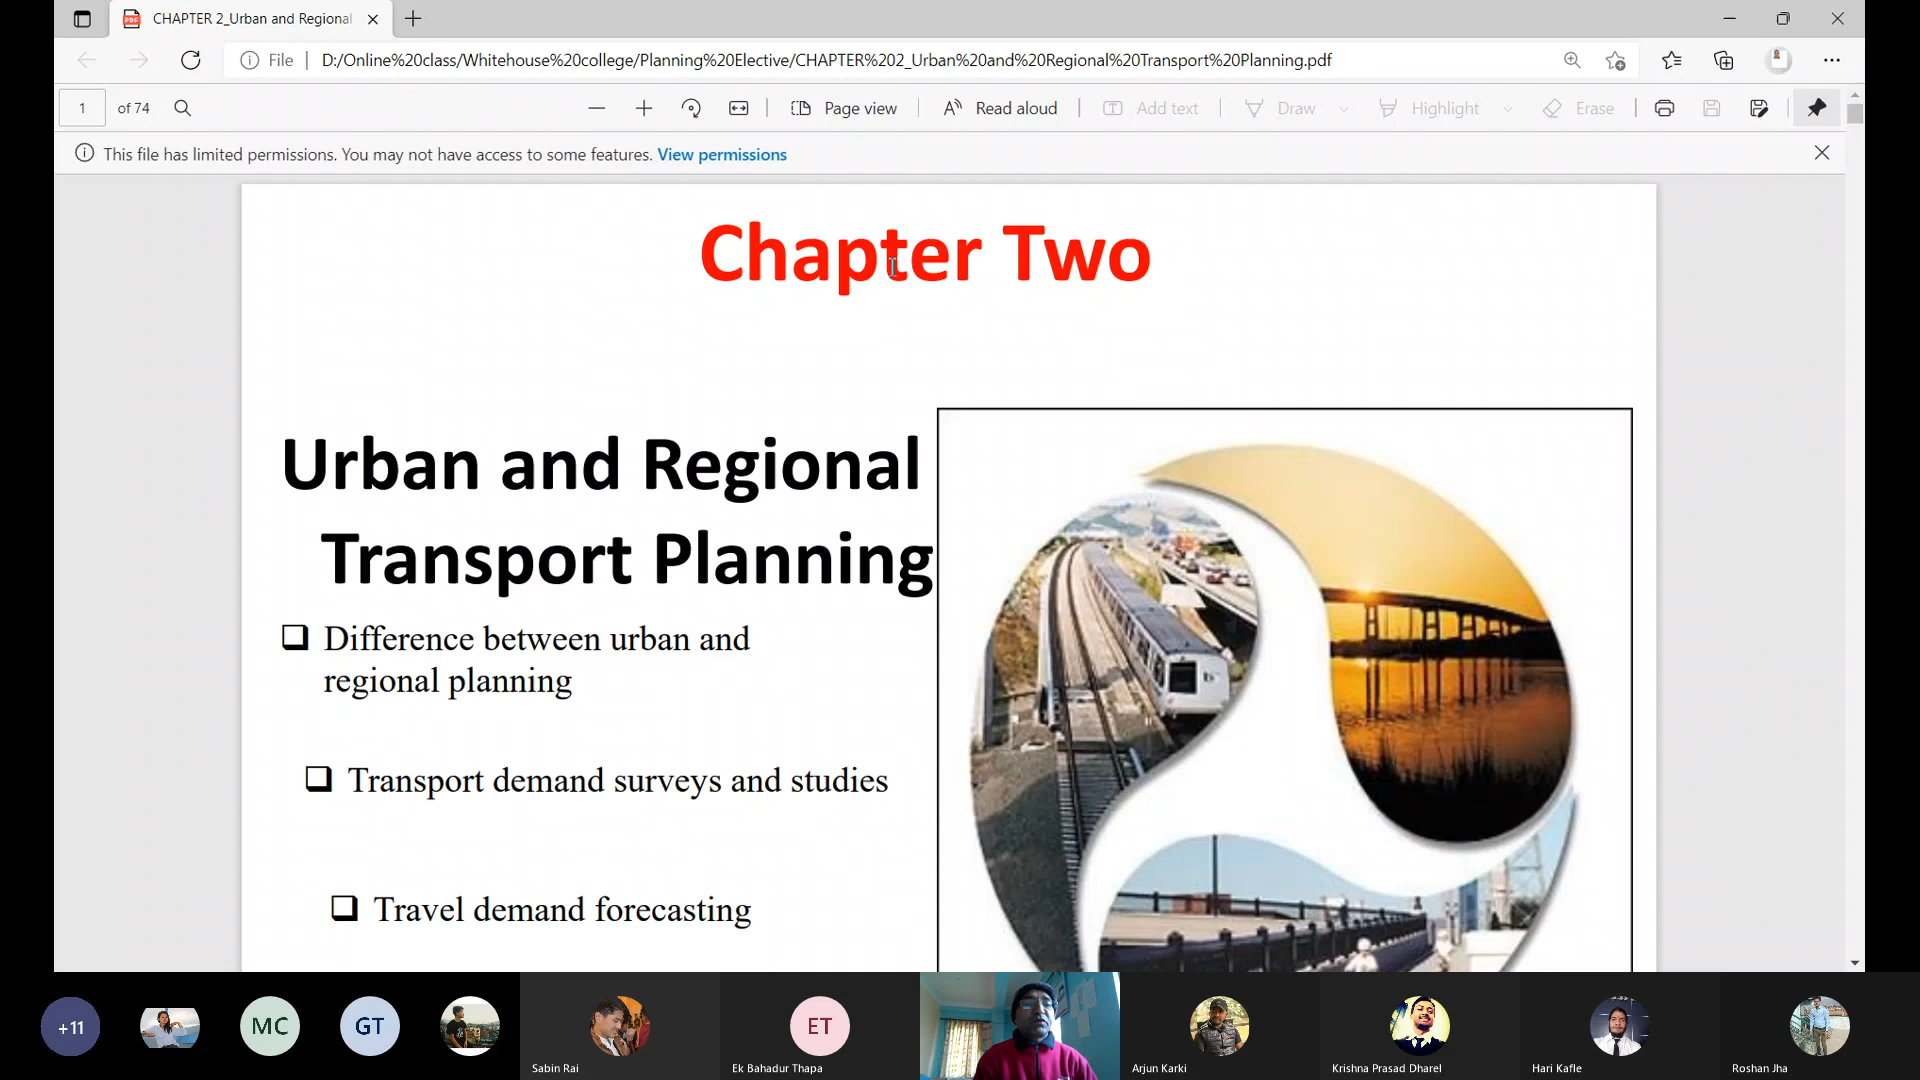 CHAPTER 2_Urban and Regional
File
D:/Online%20class/Whitehouse%20college/Planning%20Elective/CHAPTER%202_Urban%20and%20Regional%20Transport%20Planning.pdf
1 of 74
Page view
Read aloud
Add text
Draw
Highlight
Erase
This file has limited permissions. You may not have access to some features. View permissions
Chapter Two
Urban and Regional
Transport Planning
Difference between urban and
regional planning
Transport demand surveys and studies
Travel demand forecasting
+11
MC
GT
ET
Sabin Rai
Ek Bahadur Thapa
Arjun Karki
Krishna Prasad Dharel
Hari Kafle
Roshan Jha